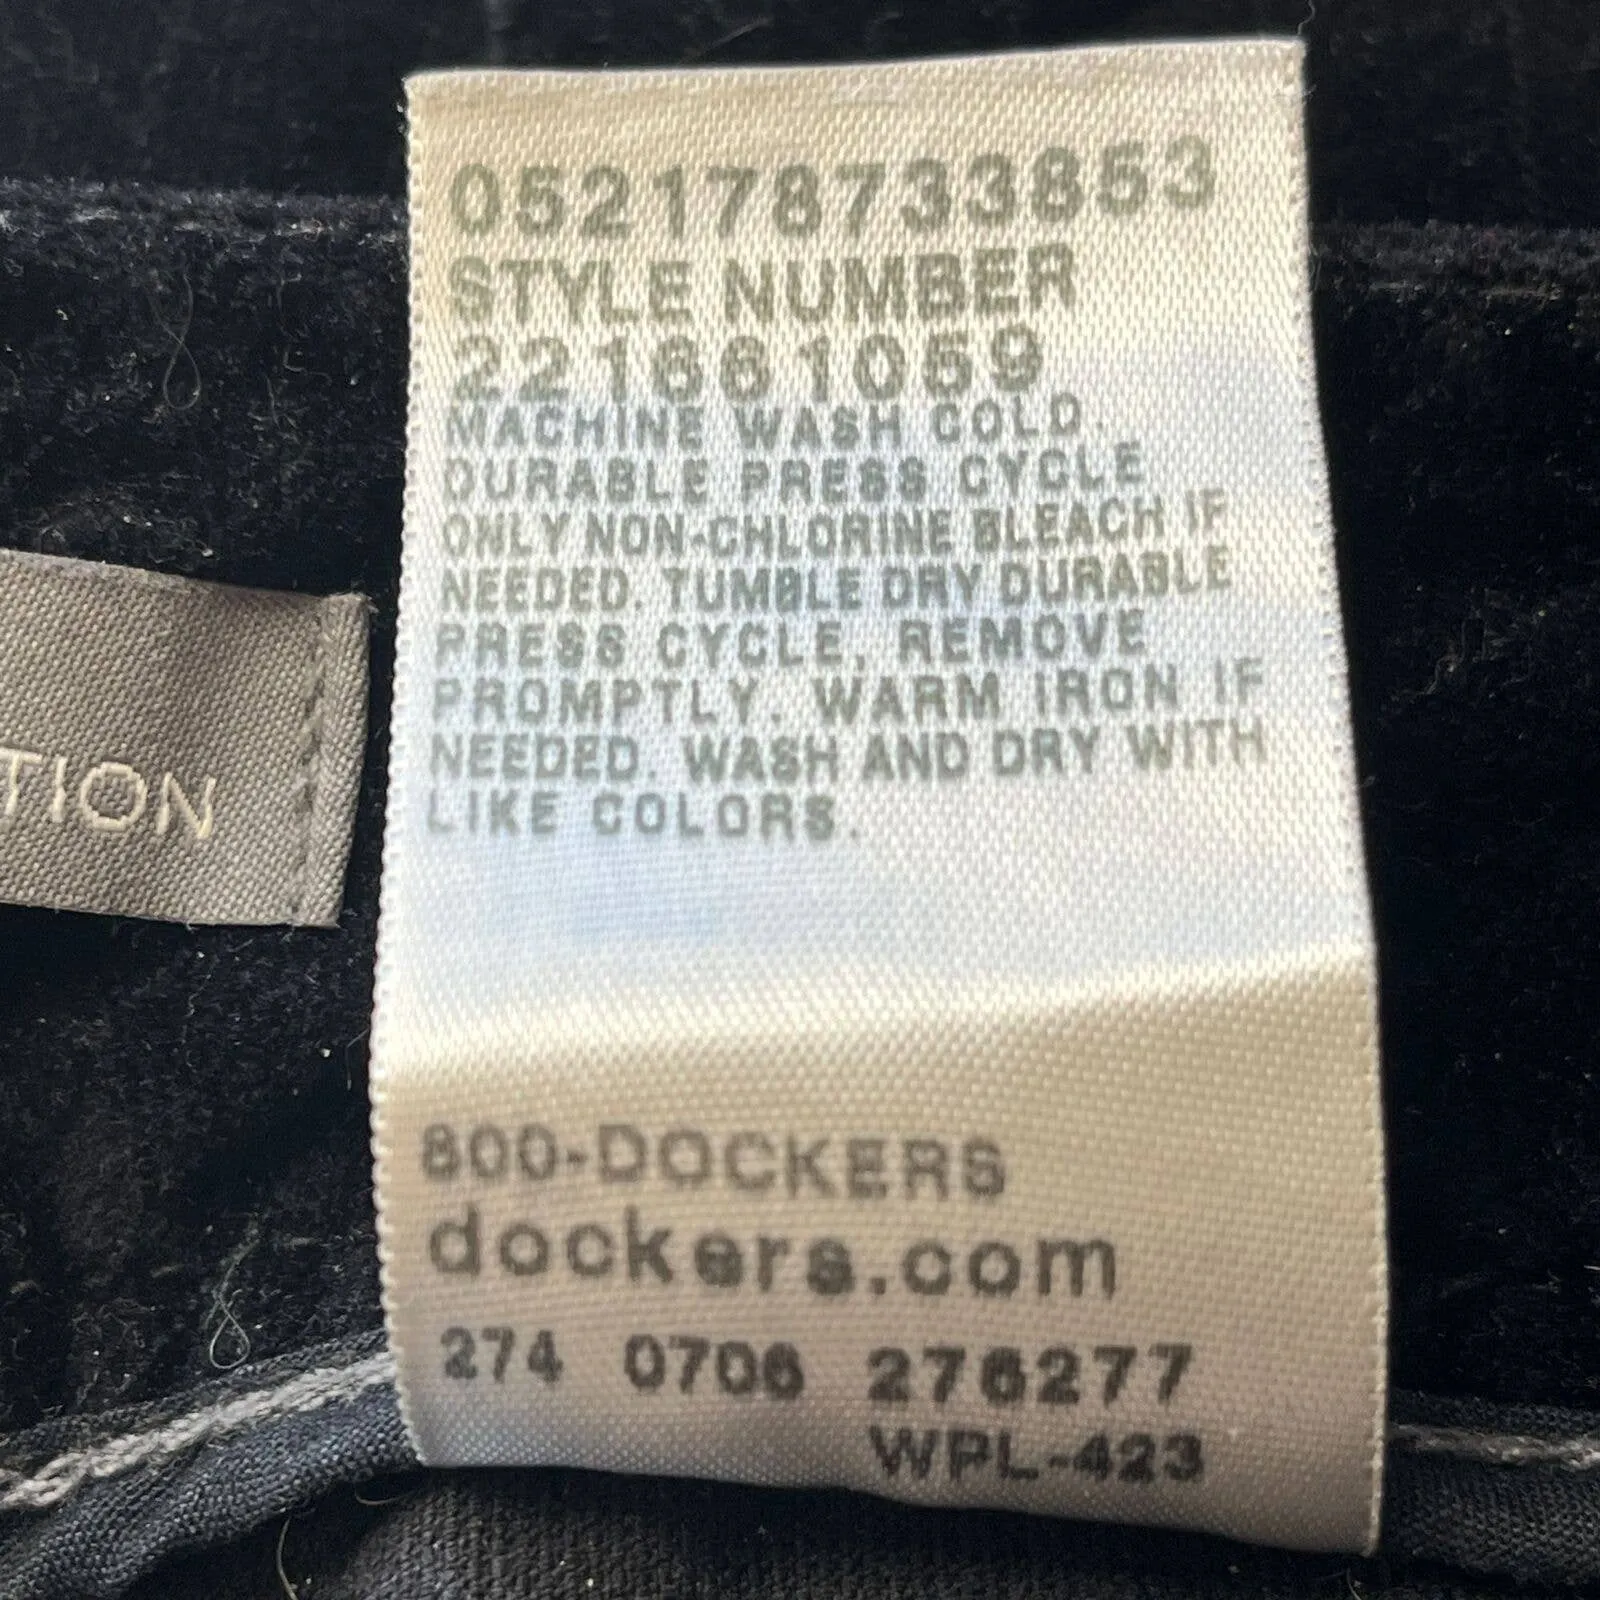 052178733853
STYLE NUMBER
221661059
MACHINE WASH COLD.
DURABLE PRESS CYCLE
ONLY NON-CHLORINE BLEACH IF
NEEDED. TUMBLE DRY DURABLE
PRESS CYCLE, REMOVE
PROMPTLY. WARM IRON IF
NEEDED. WASH AND DRY WITH
LIKE COLORS.
TION
800-DOCKERS
dockers.com
274 0706 276277
WPL-423